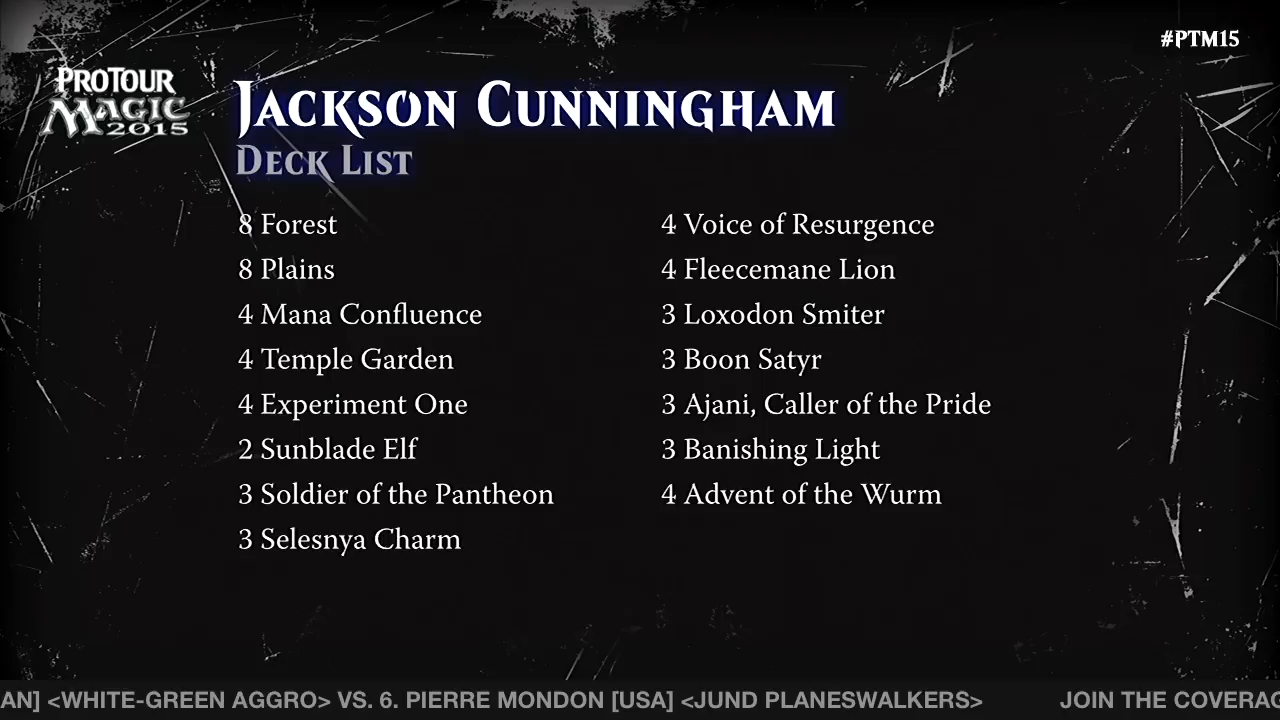 #PTM15
PROTOUR
MAGIC
2015
JACKSON CUNNINGHAM
DECK LIST
8 Forest
8 Plains
4 Mana Confluence
4 Temple Garden
4 Experiment One
2 Sunblade Elf
3 Soldier of the Pantheon
3 Selesnya Charm
4 Voice of Resurgence
4 Fleecemane Lion
3 Loxodon Smiter
3 Boon Satyr
3 Ajani, Caller of the Pride
3 Banishing Light
4 Advent of the Wurm
AN] <WHITE-GREEN AGGRO> VS. 6. PIERRE MONDON [USA] <JUND PLANESWALKERS> JOIN THE COVERAG